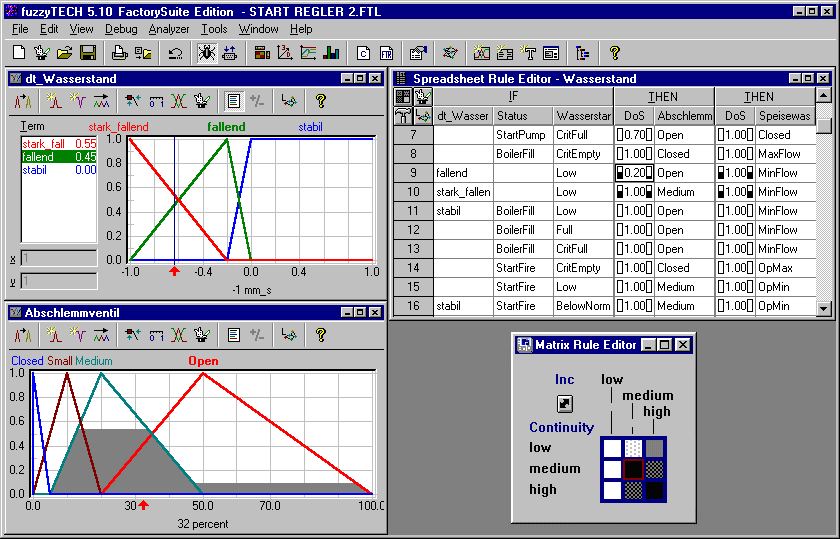 fuzzyTECH 5.10 FactorySuite Edition - START REGLER 2.FTL
File Edit View Debug Analyzer Tools Window Help
C FTR
dt_Wasserstand
Term stark_fallend fallend stabil
stark_fall 0.55
fallend 0.45
stabil 0.00
1.0
0.8
0.6
0.4
0.2
0.0
x 1
y 1
-1.0 -0.4 0.0 0.4 1.0
-1 mm_s
Abschlemmventil
Closed Small Medium Open
1.0
0.8
0.6
0.4
0.2
0.0
0.0 30.0 50.0 70.0 100.0
32 percent
Spreadsheet Rule Editor - Wasserstand
IF THEN THEN
dt_Wasser Status Wasserstar DoS Abschlemm DoS Speisewas
7 StartPump CritFull 0.70 Open 1.00 Closed
8 BoilerFill CritEmpty 1.00 Closed 1.00 MaxFlow
9 fallend Low 0.20 Open 1.00 MinFlow
10 stark_fallen Low 1.00 Medium 1.00 MinFlow
11 stabil BoilerFill Low 1.00 Open 1.00 MinFlow
12 BoilerFill Full 1.00 Open 1.00 MinFlow
13 BoilerFill CritFull 1.00 Open 1.00 MinFlow
14 StartFire CritEmpty 1.00 Closed 1.00 OpMax
15 StartFire Low 1.00 Medium 1.00 OpMin
16 stabil StartFire BelowNorm 1.00 Medium 1.00 OpMin
Matrix Rule Editor
Inc low
medium
high
Continuity
low
medium
high